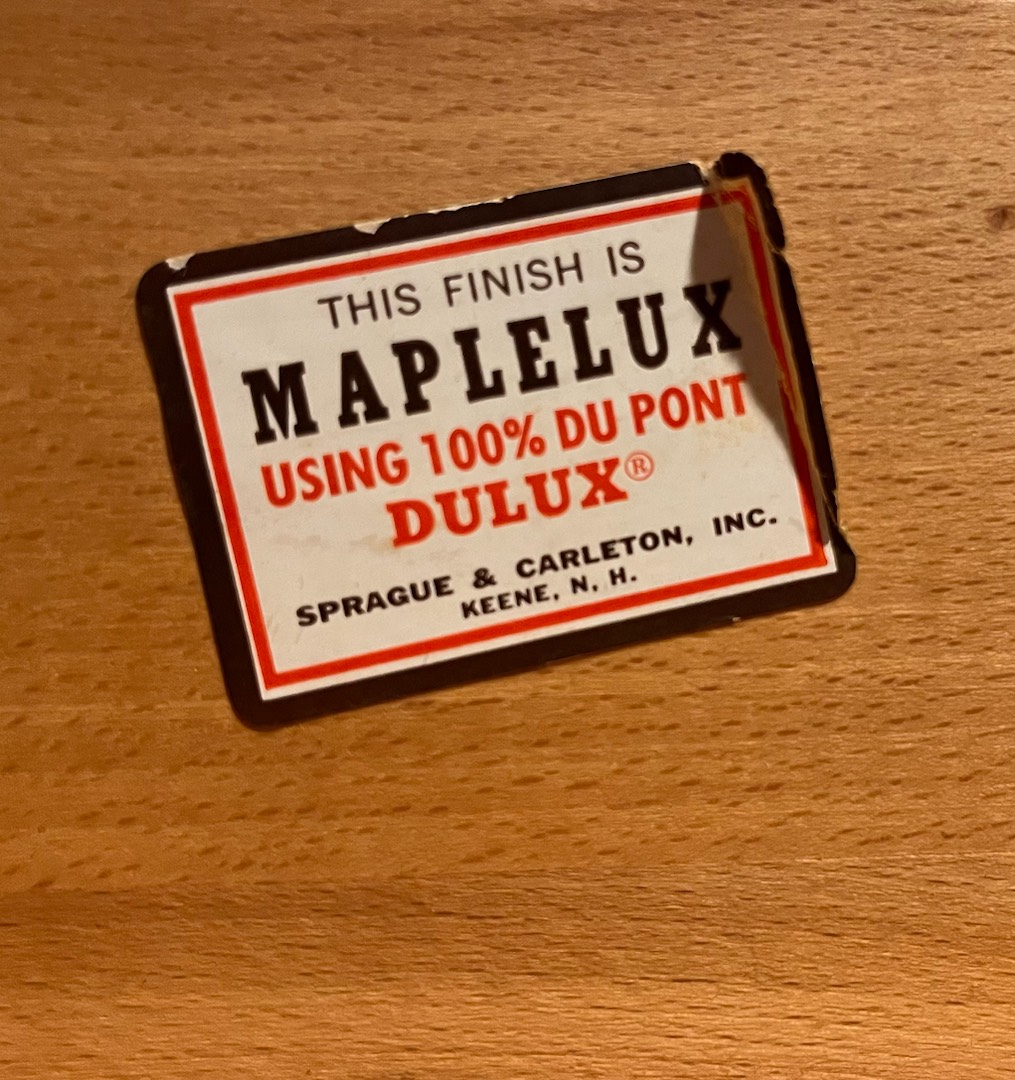 THIS FINISH IS
MAPLELUX
USING 100% DU PONT
DULUX®
SPRAGUE & CARLETON, INC.
KEENE, N. H.